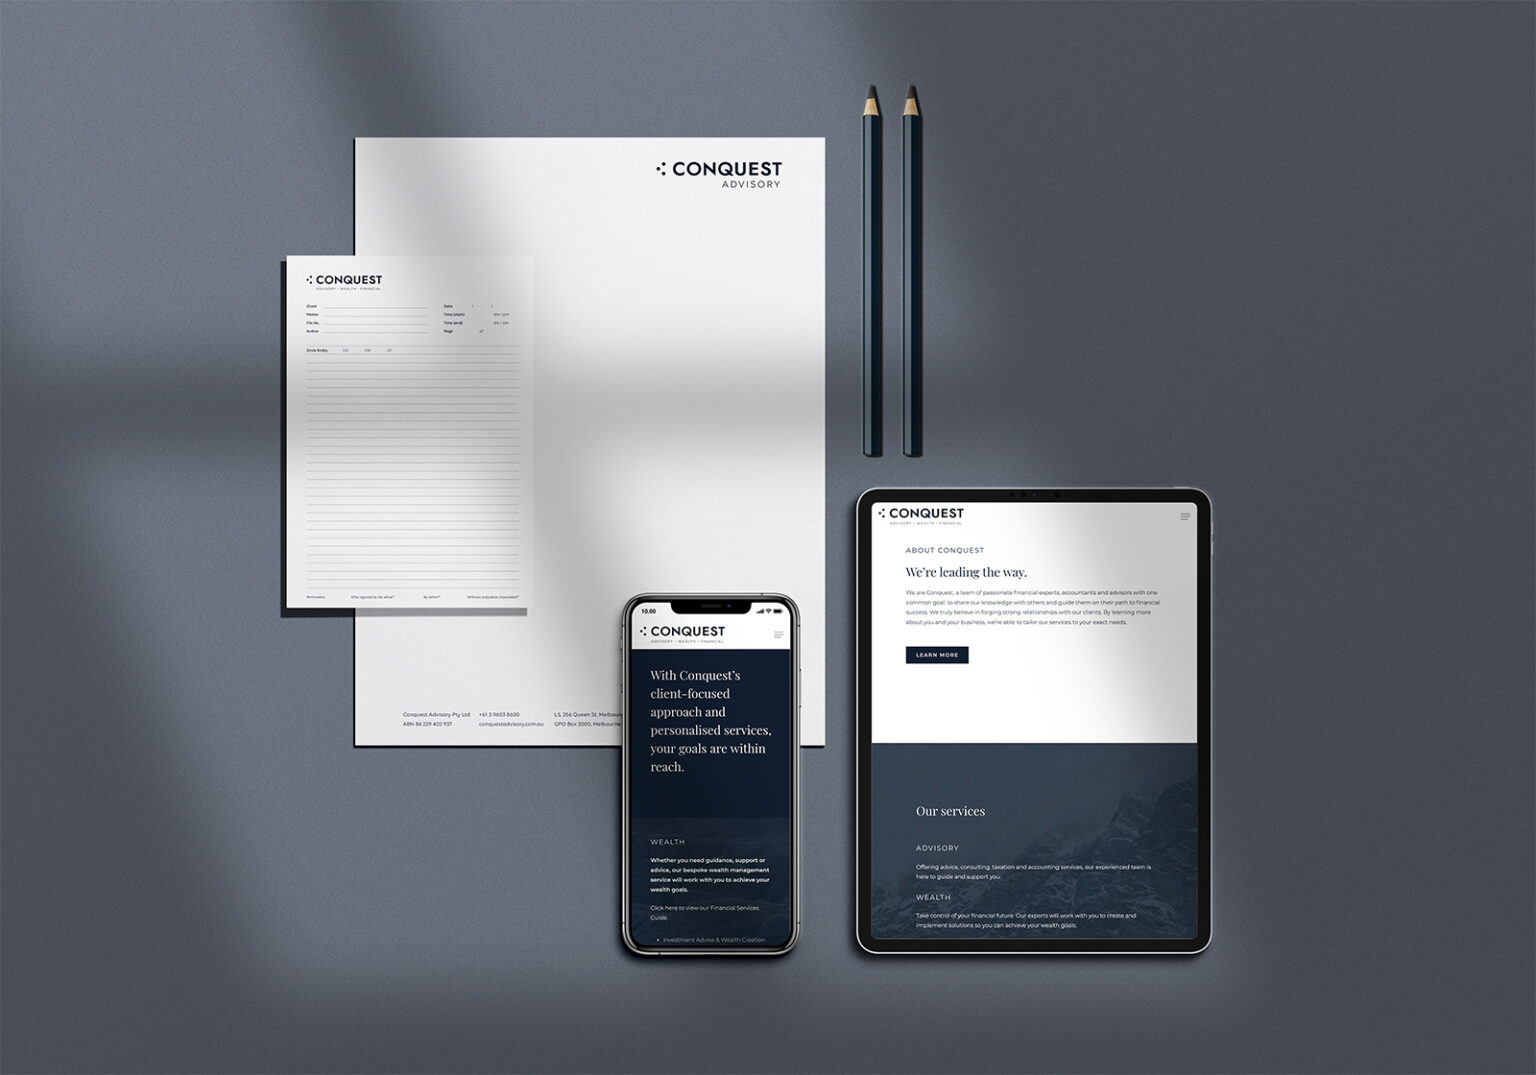 CONQUEST
ADVISORY
CONQUEST
ADVISORY • WEALTH • FINANCIAL
Client
Matter
File No.
Author
Date / /
Time (start) am / pm
Time (end) am / pm
Page of
Circle Entity CA CW CF
Reminders: Who agreed to do what? By when? Without prejudice discussion?
Conquest Advisory Pty Ltd +61 3 9603 8600 L5, 256 Queen St, Melbourne
ABN 84 229 402 937 conquestadvisory.com.au GPO Box 3000, Melbourne
10.00
CONQUEST
ADVISORY • WEALTH • FINANCIAL
With Conquest’s
client-focused
approach and
personalised services,
your goals are within
reach.
WEALTH
Whether you need guidance, support or
advice, our bespoke wealth management
service will work with you to achieve your
wealth goals.
Click here to view our Financial Services
Guide.
• Investment Advice & Wealth Creation
CONQUEST
ADVISORY • WEALTH • FINANCIAL
ABOUT CONQUEST
We’re leading the way.
We are Conquest, a team of passionate financial experts, accountants and advisors with one
common goal: to share our knowledge with others and guide them on their path to financial
success. We truly believe in forging strong relationships with our clients. By learning more
about you and your business, we’re able to tailor our services to your exact needs.
LEARN MORE
Our services
ADVISORY
Offering advice, consulting, taxation and accounting services, our experienced team is
here to guide and support you.
WEALTH
Take control of your financial future. Our experts will work with you to create and
implement solutions so you can achieve your wealth goals.